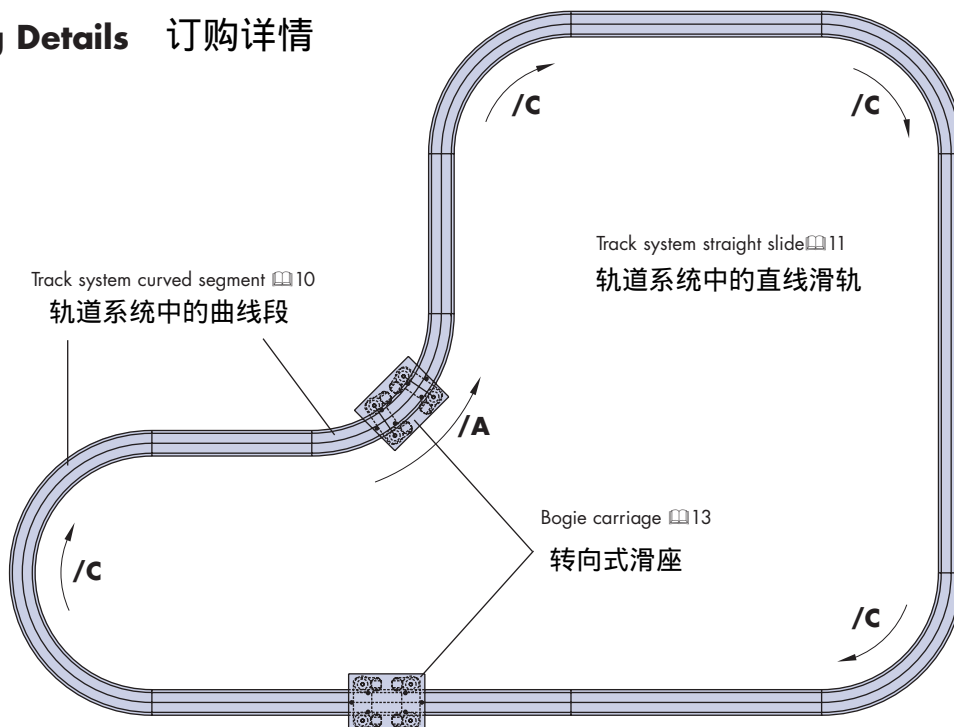 Details 订购详情
/C
/C
Track system straight slide 11
轨道系统中的直线滑轨
Track system curved segment 10
轨道系统中的曲线段
/A
Bogie carriage 13
转向式滑座
/C
/C